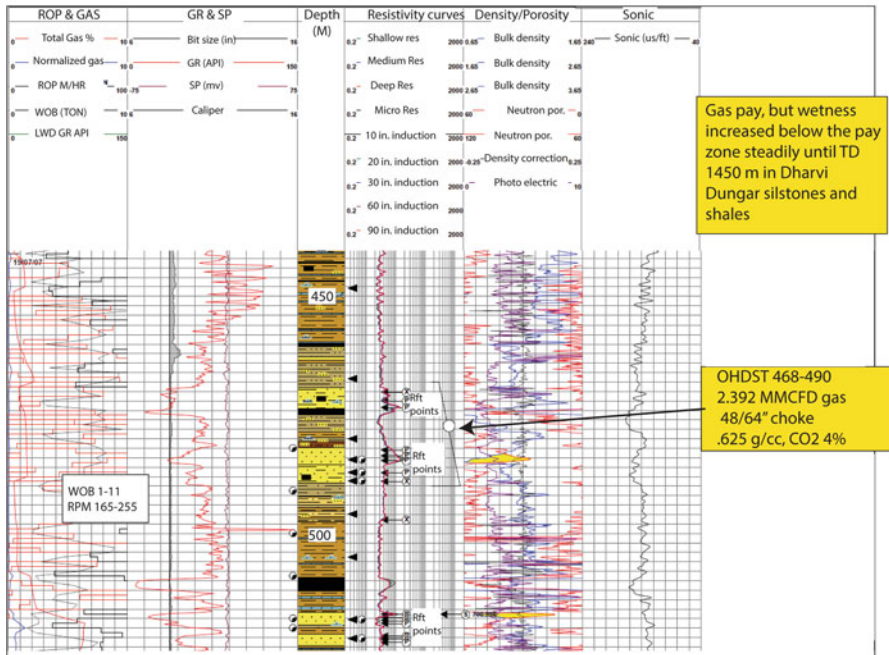 ROP & GAS
GR & SP
Depth (M)
Resistivity curves
Density/Porosity
Sonic
0 Total Gas % 10
Normalized gas
0 ROP M/HR 100
0 WOB (TON) 10
0 LWD GR API 150
6 Bit size (in) 16
0 GR (API) 150
-75 SP (mv) 75
6 Caliper 16
0.2 Shallow res 2000
0.2 Medium Res 2000
0.2 Deep Res 2000
0.2 Micro Res 2000
0.2 10 in. induction 2000
0.2 20 in. induction 2000
0.2 30 in. induction 2000
0.2 60 in. induction 2000
0.2 90 in. induction 2000
0.65 Bulk density 1.65
1.65 Bulk density 2.65
2.65 Bulk density 3.65
60 Neutron por. 0
120 Neutron por. 60
-0.25 Density correction 0.25
0 Photo electric 10
240 Sonic (us/ft) 40
Gas pay, but wetness
increased below the pay
zone steadily until TD
1450 m in Dharvi
Dungar silstones and
shales
450
Rft
points
OHDST 468-490
2.392 MMCFD gas
48/64” choke
.625 g/cc, CO2 4%
Rft
points
WOB 1-11
RPM 165-255
500
Rft
points